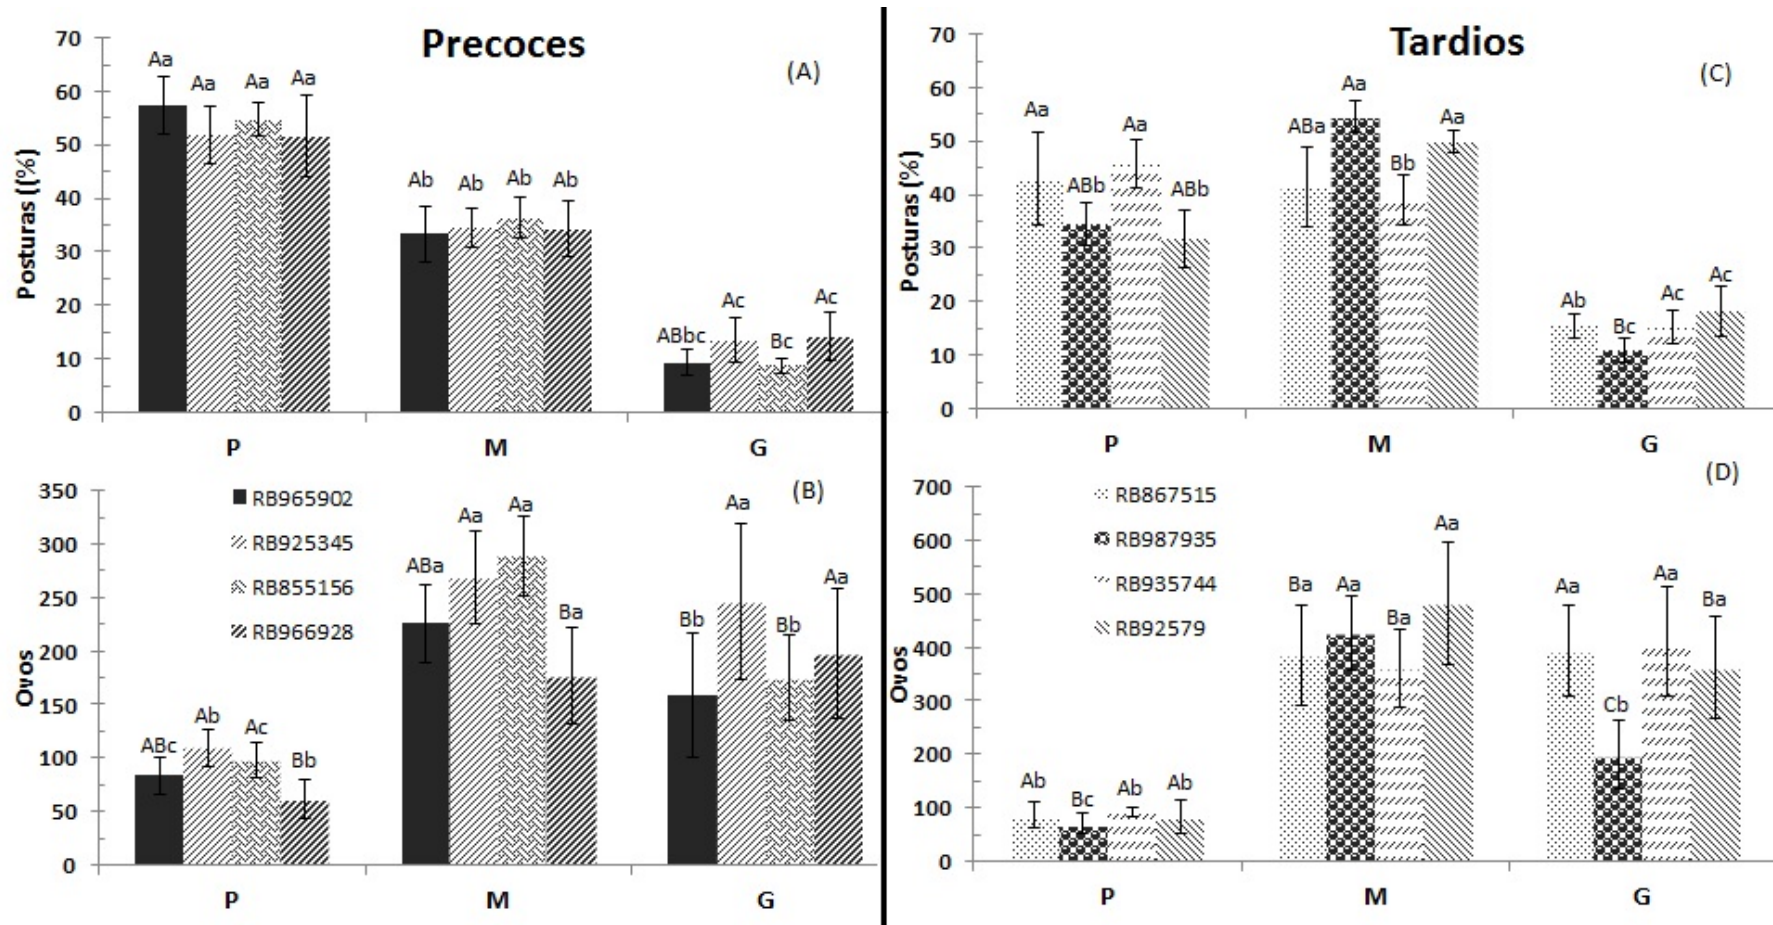 Precoces
(A)
Posturas ((%)
70
60
50
40
30
20
10
0
Aa
Aa
Aa
Aa
Ab
Ab
Ab
Ab
ABbc
Ac
Bc
Ac
P M G
Tardios
(C)
Posturas (%)
70
60
50
40
30
20
10
0
Aa
ABb
Aa
ABb
ABa
Aa
Bb
Aa
Ab
Bc
Ac
Ac
P M G
(B)
Ovos
350
300
250
200
150
100
50
0
RB965902
RB925345
RB855156
RB966928
ABc
Ab
Ac
Bb
ABa
Aa
Aa
Ba
Bb
Aa
Bb
Aa
P M G
(D)
Ovos
700
600
500
400
300
200
100
0
RB867515
RB987935
RB935744
RB92579
Ab
Bc
Ab
Ab
Ba
Aa
Ba
Aa
Aa
Cb
Aa
Ba
P M G